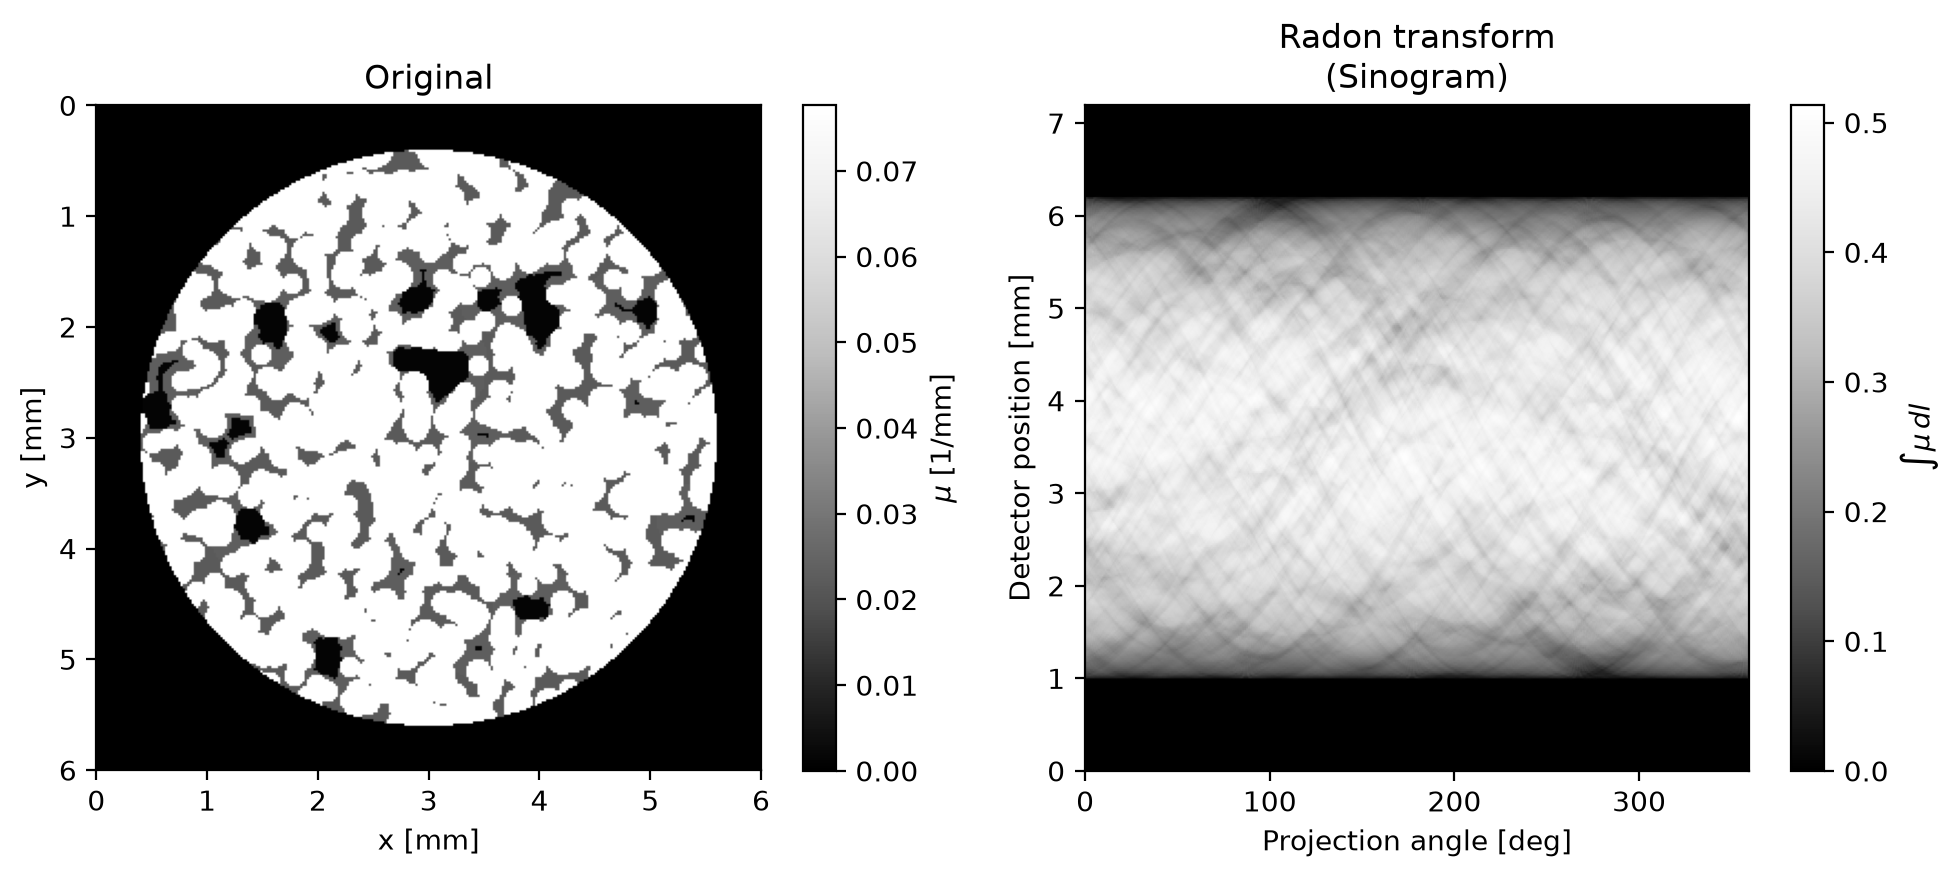 Original
0
1
2
3
4
5
6
y [mm]
0 1 2 3 4 5 6
x [mm]
0.07
0.06
0.05
0.04
0.03
0.02
0.01
0.00
μ [1/mm]
Radon transform
(Sinogram)
7
6
5
4
3
2
1
0
Detector position [mm]
0 100 200 300
Projection angle [deg]
0.5
0.4
0.3
0.2
0.1
0.0
∫μ dl